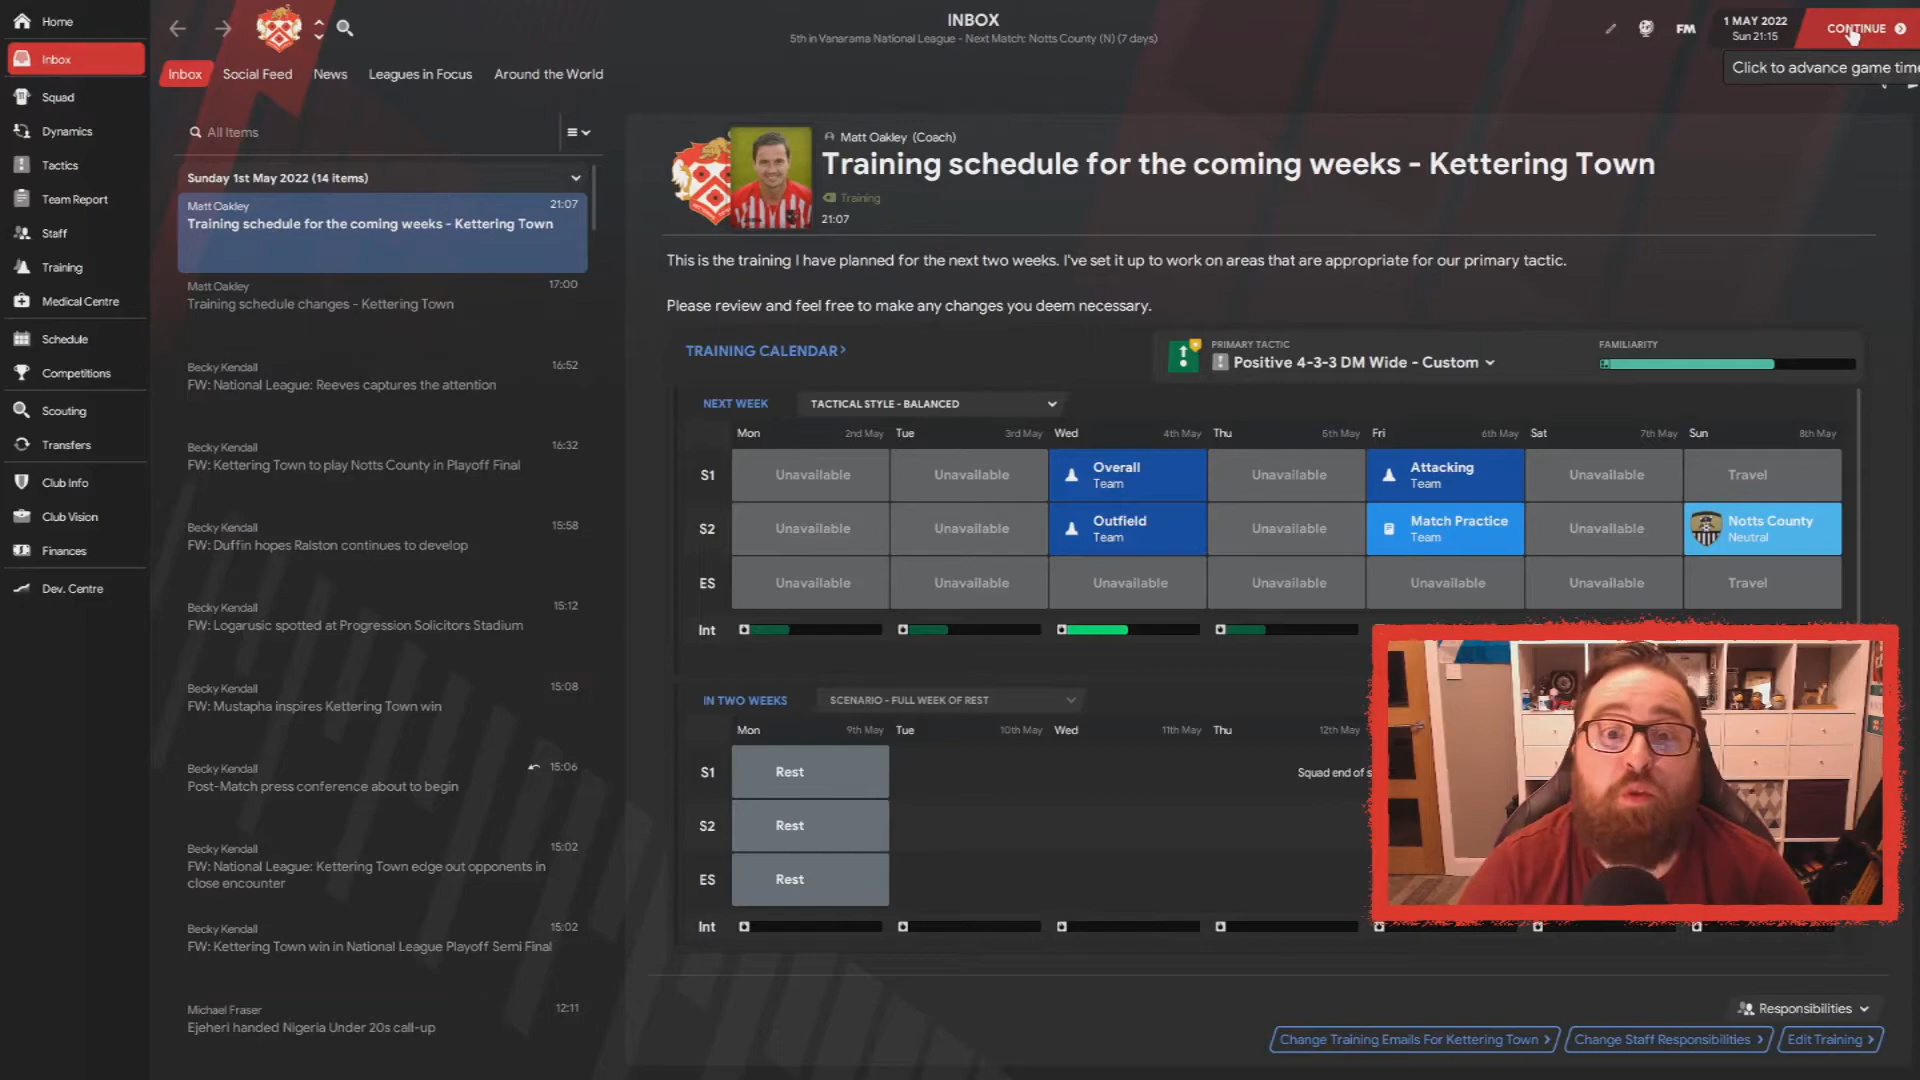 Home
INBOX
5th in Vanarama National League - Next Match: Notts County (N) (7 days)
FM
1 MAY 2022
Sun 21:15
CONTINUE
Click to advance game time
Inbox
Squad
Dynamics
Tactics
Team Report
Staff
Training
Medical Centre
Schedule
Competitions
Scouting
Transfers
Club Info
Club Vision
Finances
Dev. Centre
Inbox Social Feed News Leagues in Focus Around the World
All Items
Sunday 1st May 2022 (14 items)
Matt Oakley 21:07
Training schedule for the coming weeks - Kettering Town
Matt Oakley 17:00
Training schedule changes - Kettering Town
Becky Kendall 16:52
FW: National League: Reeves captures the attention
Becky Kendall 16:32
FW: Kettering Town to play Notts County in Playoff Final
Becky Kendall 15:58
FW: Duffin hopes Ralston continues to develop
Becky Kendall 15:12
FW: Logarusic spotted at Progression Solicitors Stadium
Becky Kendall 15:08
FW: Mustapha inspires Kettering Town win
Becky Kendall 15:06
Post-Match press conference about to begin
Becky Kendall 15:02
FW: National League: Kettering Town edge out opponents in
close encounter
Becky Kendall 15:02
FW: Kettering Town win in National League Playoff Semi Final
Michael Fraser 12:11
Ejeheri handed Nigeria Under 20s call-up
Matt Oakley (Coach)
Training schedule for the coming weeks - Kettering Town
Training
21:07
This is the training I have planned for the next two weeks. I've set it up to work on areas that are appropriate for our primary tactic.
Please review and feel free to make any changes you deem necessary.
TRAINING CALENDAR
PRIMARY TACTIC
Positive 4-3-3 DM Wide - Custom
FAMILIARITY
NEXT WEEK TACTICAL STYLE - BALANCED
Mon 2nd May Tue 3rd May Wed 4th May Thu 5th May Fri 6th May Sat 7th May Sun 8th May
S1 Unavailable Unavailable Overall Team Unavailable Attacking Team Unavailable Travel
S2 Unavailable Unavailable Outfield Team Unavailable Match Practice Team Unavailable Notts County Neutral
ES Unavailable Unavailable Unavailable Unavailable Unavailable Unavailable Travel
Int
IN TWO WEEKS SCENARIO - FULL WEEK OF REST
Mon 9th May Tue 10th May Wed 11th May Thu 12th May
S1 Rest Squad end of s
S2 Rest
ES Rest
Int
Responsibilities
Change Training Emails For Kettering Town
Change Staff Responsibilities
Edit Training